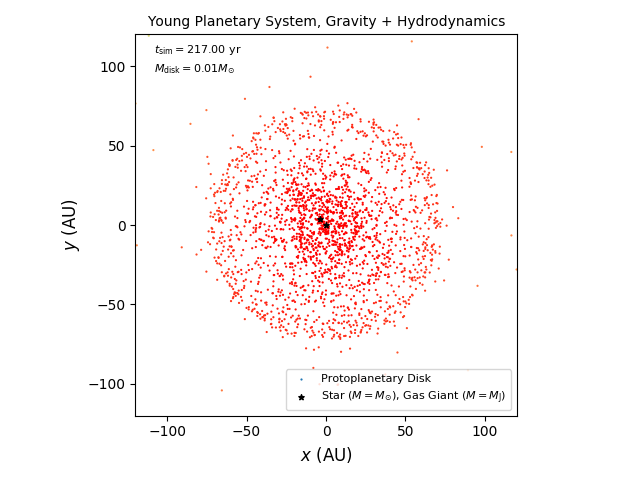 Young Planetary System, Gravity + Hydrodynamics
t_sim = 217.00 yr
M_disk = 0.01M_⊙
100
50
0
−50
−100
y (AU)
Protoplanetary Disk
Star (M = M_⊙), Gas Giant (M = M_J)
−100 −50 0 50 100
x (AU)